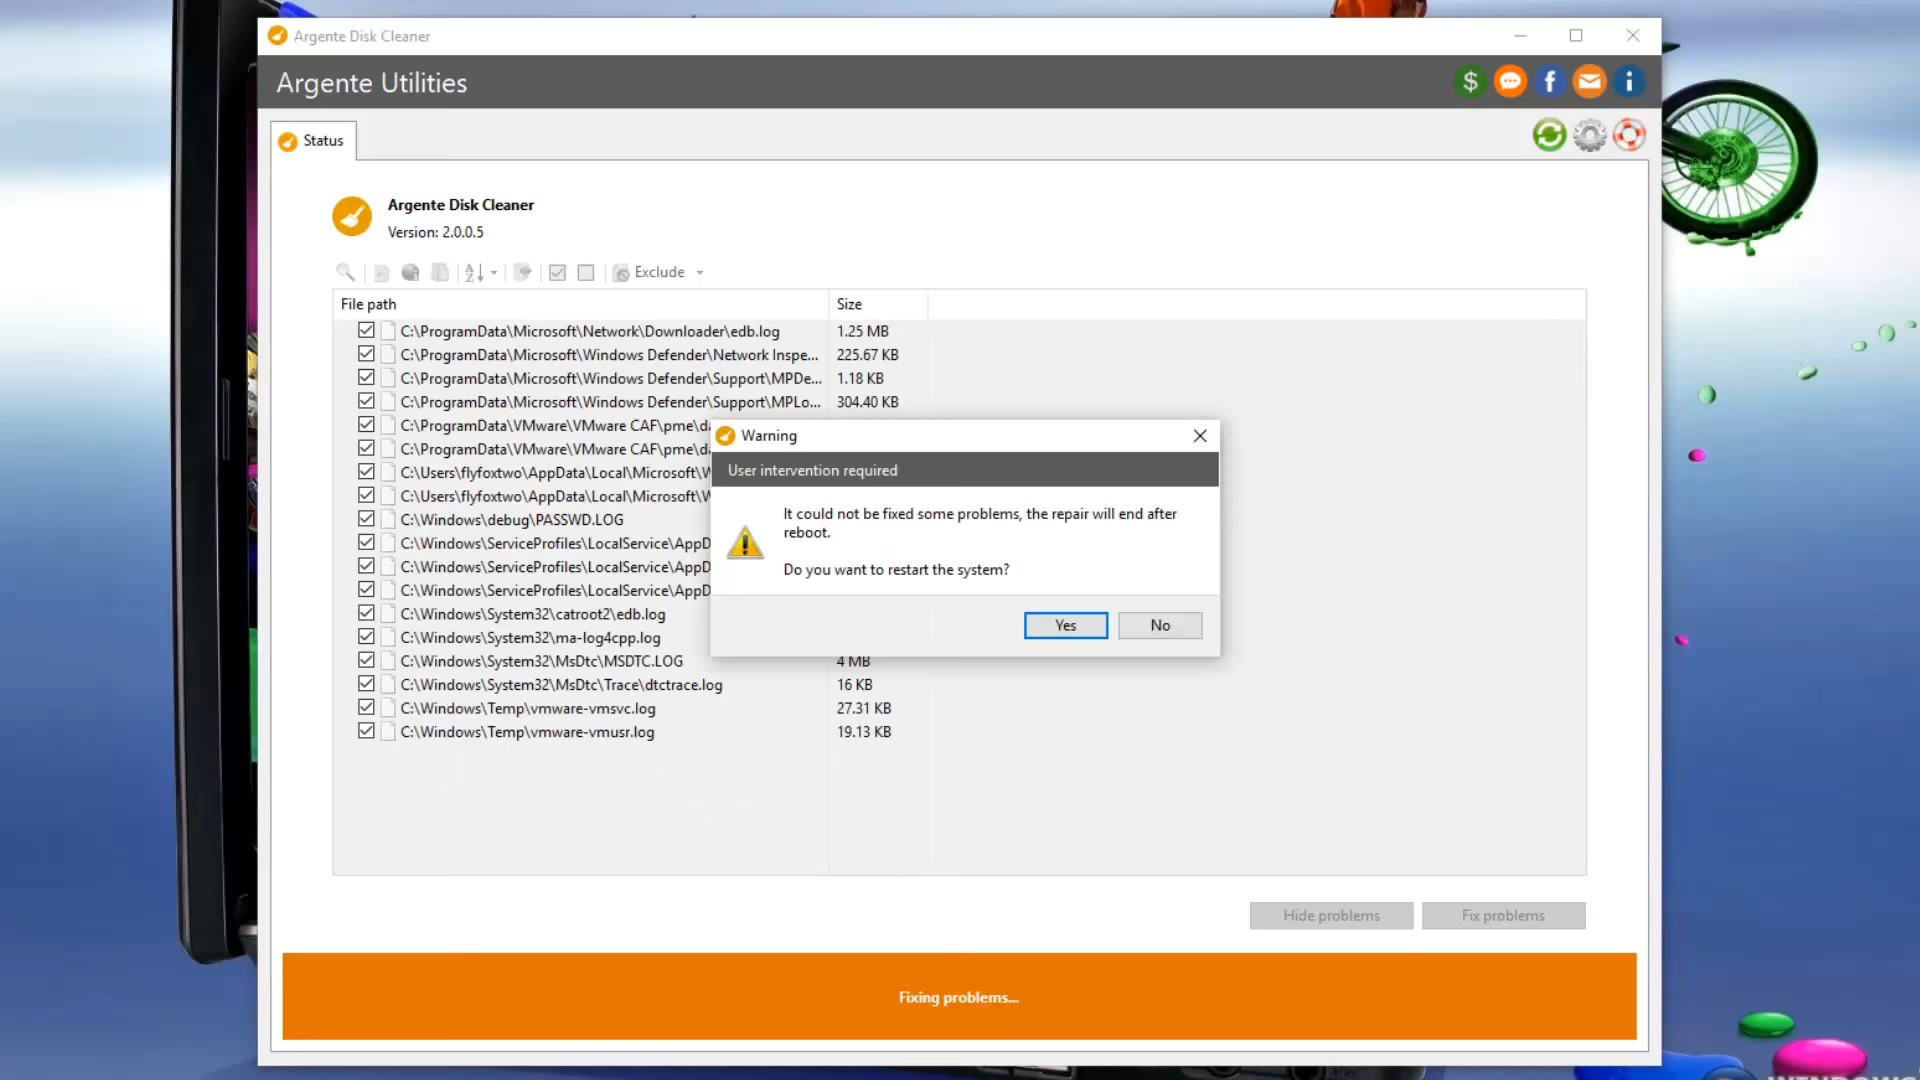 Argente Disk Cleaner
Argente Utilities
Status
Argente Disk Cleaner
Version: 2.0.0.5
Exclude
File path Size
C:\ProgramData\Microsoft\Network\Downloader\edb.log 1.25 MB
C:\ProgramData\Microsoft\Windows Defender\Network Inspe... 225.67 KB
C:\ProgramData\Microsoft\Windows Defender\Support\MPDe... 1.18 KB
C:\ProgramData\Microsoft\Windows Defender\Support\MPLo... 304.40 KB
C:\ProgramData\VMware\VMware CAF\pme\da
C:\ProgramData\VMware\VMware CAF\pme\da
C:\Users\flyfoxtwo\AppData\Local\Microsoft\W
C:\Users\flyfoxtwo\AppData\Local\Microsoft\W
C:\Windows\debug\PASSWD.LOG
C:\Windows\ServiceProfiles\LocalService\AppD
C:\Windows\ServiceProfiles\LocalService\AppD
C:\Windows\ServiceProfiles\LocalService\AppD
C:\Windows\System32\catroot2\edb.log
C:\Windows\System32\ma-log4cpp.log
C:\Windows\System32\MsDtc\MSDTC.LOG 4 MB
C:\Windows\System32\MsDtc\Trace\dtctrace.log 16 KB
C:\Windows\Temp\vmware-vmsvc.log 27.31 KB
C:\Windows\Temp\vmware-vmusr.log 19.13 KB
Warning
User intervention required
It could not be fixed some problems, the repair will end after
reboot.
Do you want to restart the system?
Yes No
Hide problems Fix problems
Fixing problems...